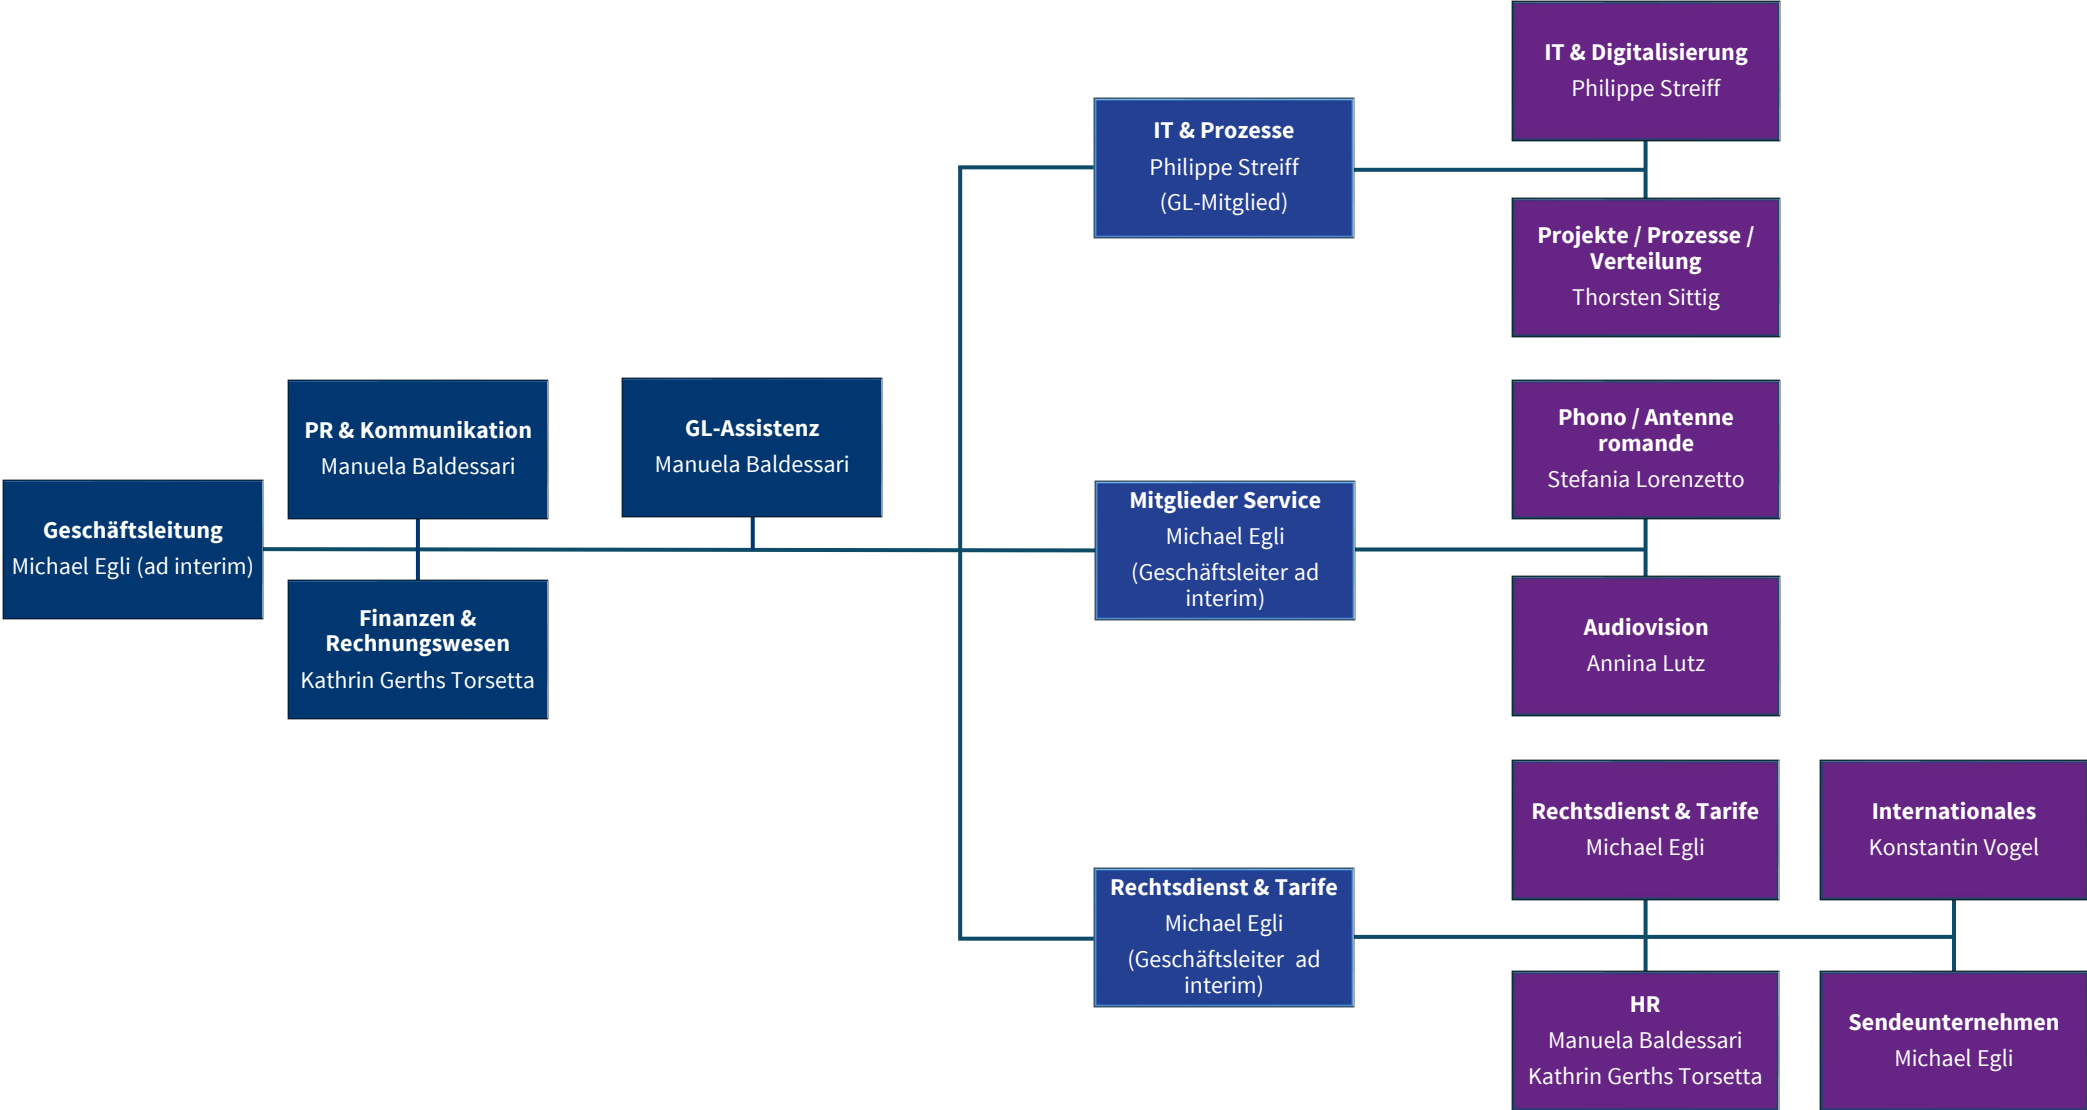 Geschäftsleitung
Michael Egli (ad interim)
PR & Kommunikation
Manuela Baldessari
Finanzen &
Rechnungswesen
Kathrin Gerths Torsetta
GL-Assistenz
Manuela Baldessari
IT & Prozesse
Philippe Streiff
(GL-Mitglied)
IT & Digitalisierung
Philippe Streiff
Projekte / Prozesse /
Verteilung
Thorsten Sittig
Mitglieder Service
Michael Egli
(Geschäftsleiter ad
interim)
Phono / Antenne
romande
Stefania Lorenzetto
Audiovision
Annina Lutz
Rechtsdienst & Tarife
Michael Egli
(Geschäftsleiter  ad
interim)
Rechtsdienst & Tarife
Michael Egli
Internationales
Konstantin Vogel
HR
Manuela Baldessari
Kathrin Gerths Torsetta
Sendeunternehmen
Michael Egli